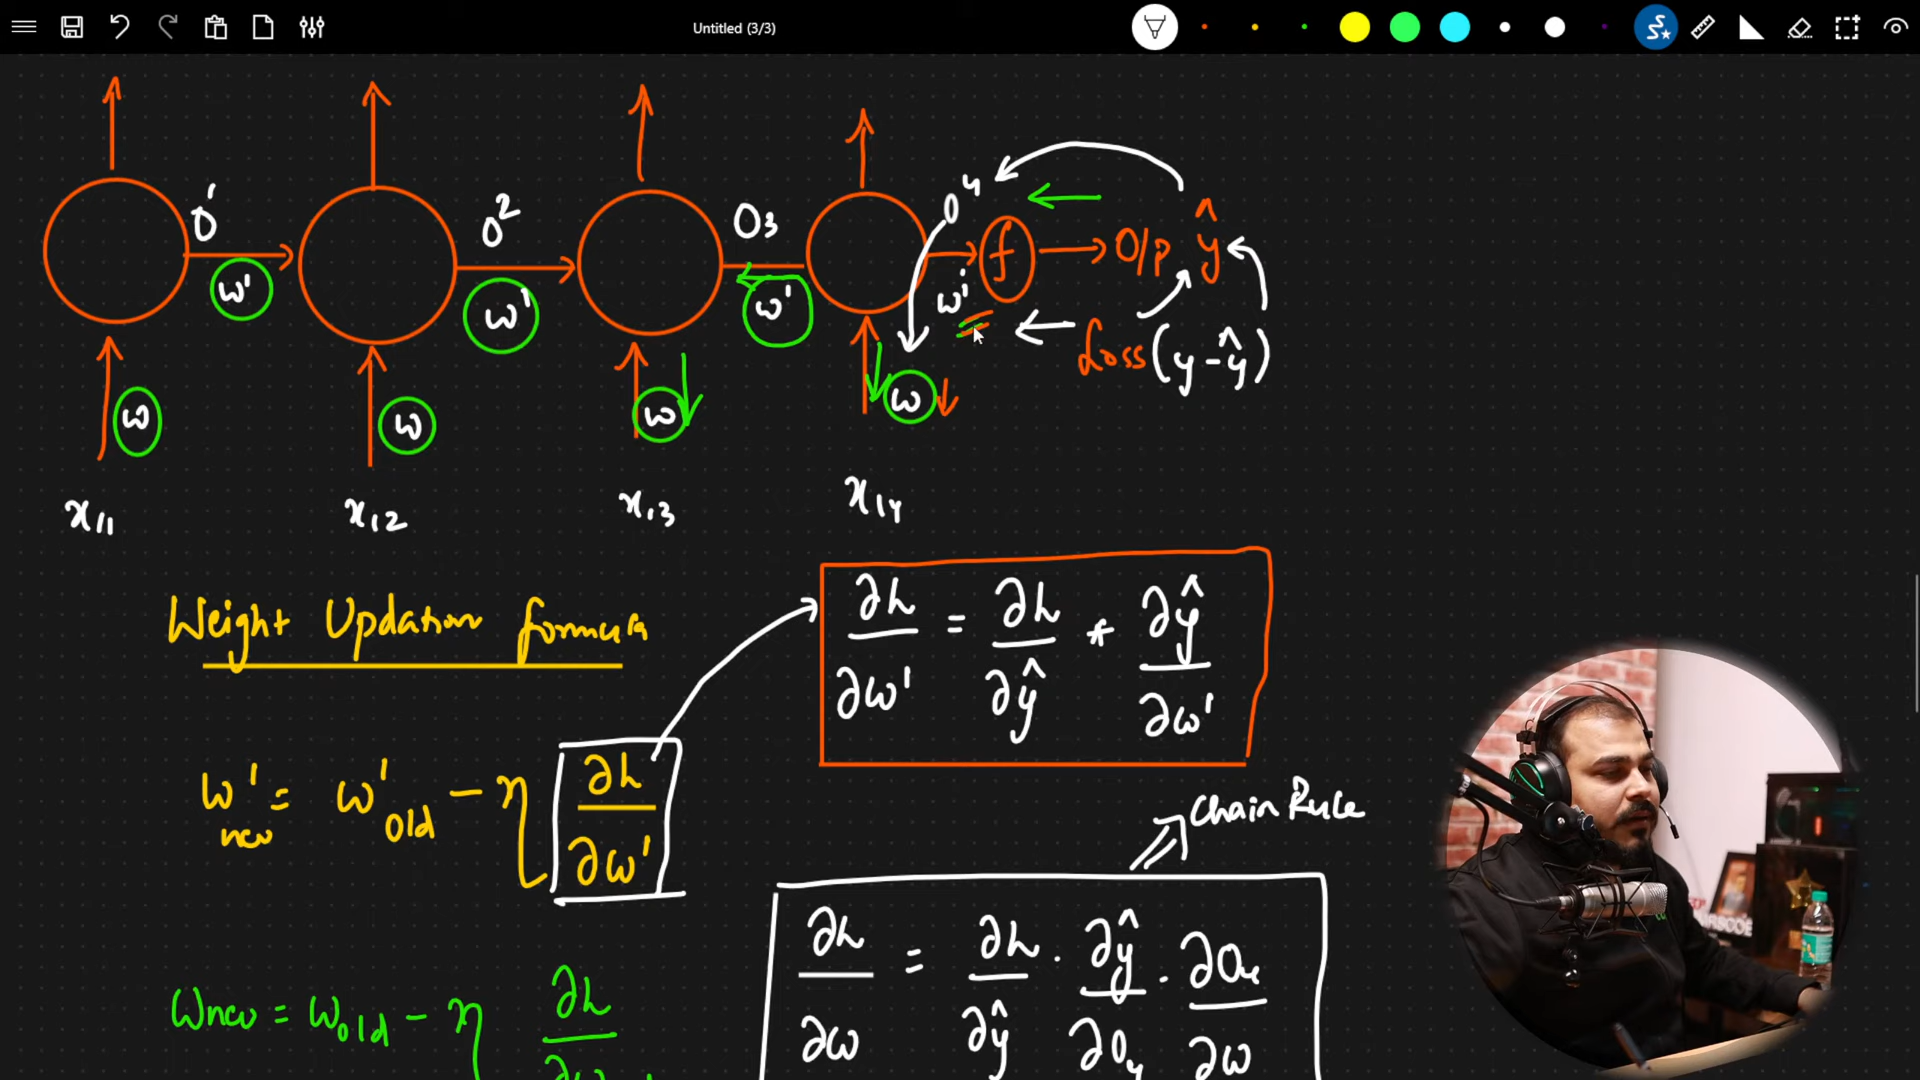 Untitled (3/3)
O' O² O3 O⁴ ŷ
w' w' w' wⁱ f O/p
Loss (y - ŷ)
w w w w
x11 x12 x13 x14
Weight Updation formula
∂L/∂w' = ∂L/∂ŷ * ∂ŷ/∂w'
w'new = w'old - η ∂L/∂w'
Chain Rule
∂L/∂w = ∂L/∂ŷ . ∂ŷ/∂O4 . ∂O4/∂w
Wnew = Wold - η ∂L